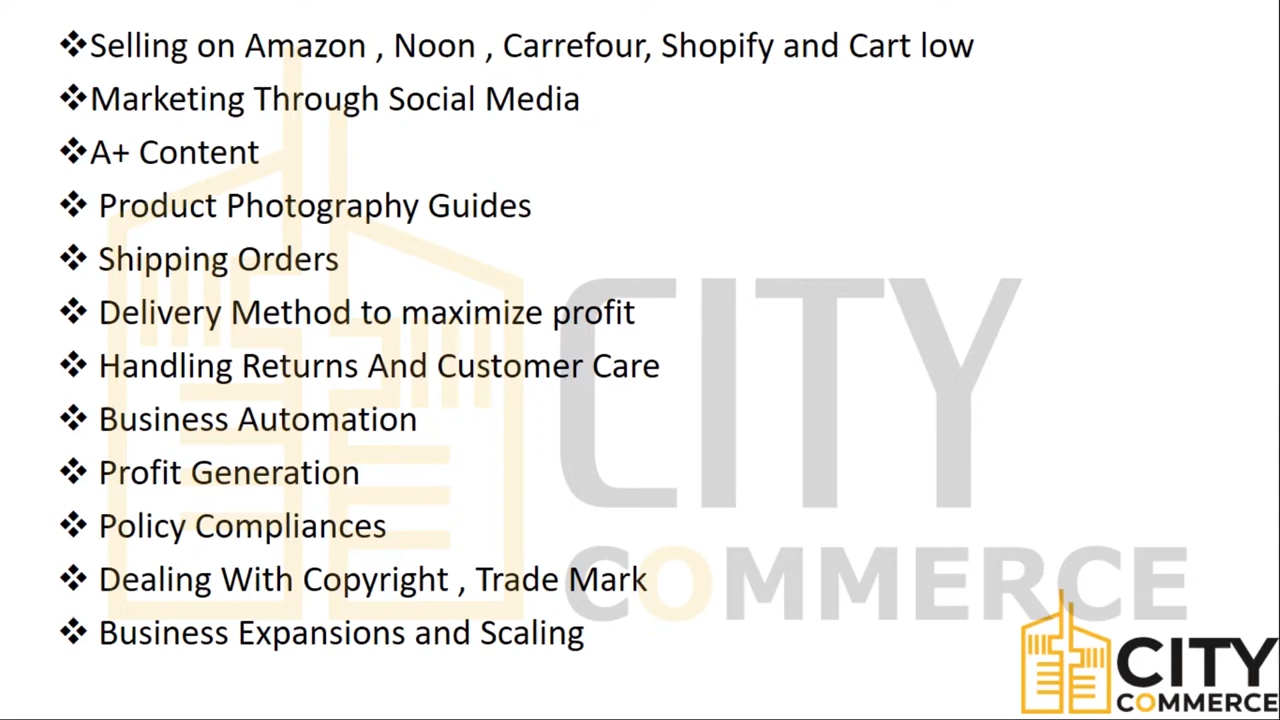 ❖Selling on Amazon , Noon , Carrefour, Shopify and Cart low
❖Marketing Through Social Media
❖A+ Content
❖ Product Photography Guides
❖ Shipping Orders
❖ Delivery Method to maximize profit
❖ Handling Returns And Customer Care
❖ Business Automation
❖ Profit Generation
❖ Policy Compliances
❖ Dealing With Copyright , Trade Mark
❖ Business Expansions and Scaling
CITY
COMMERCE
CITY
COMMERCE